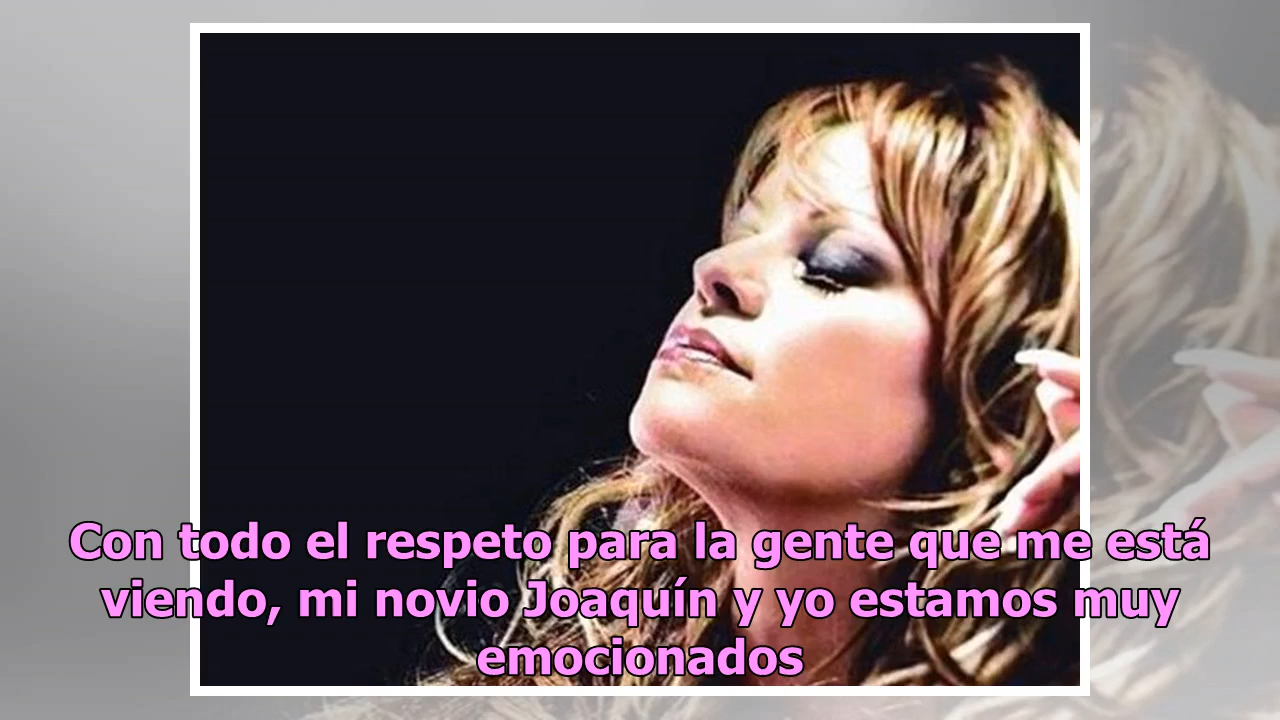 Con todo el respeto para la gente que me está
viendo, mi novio Joaquín y yo estamos muy
emocionados